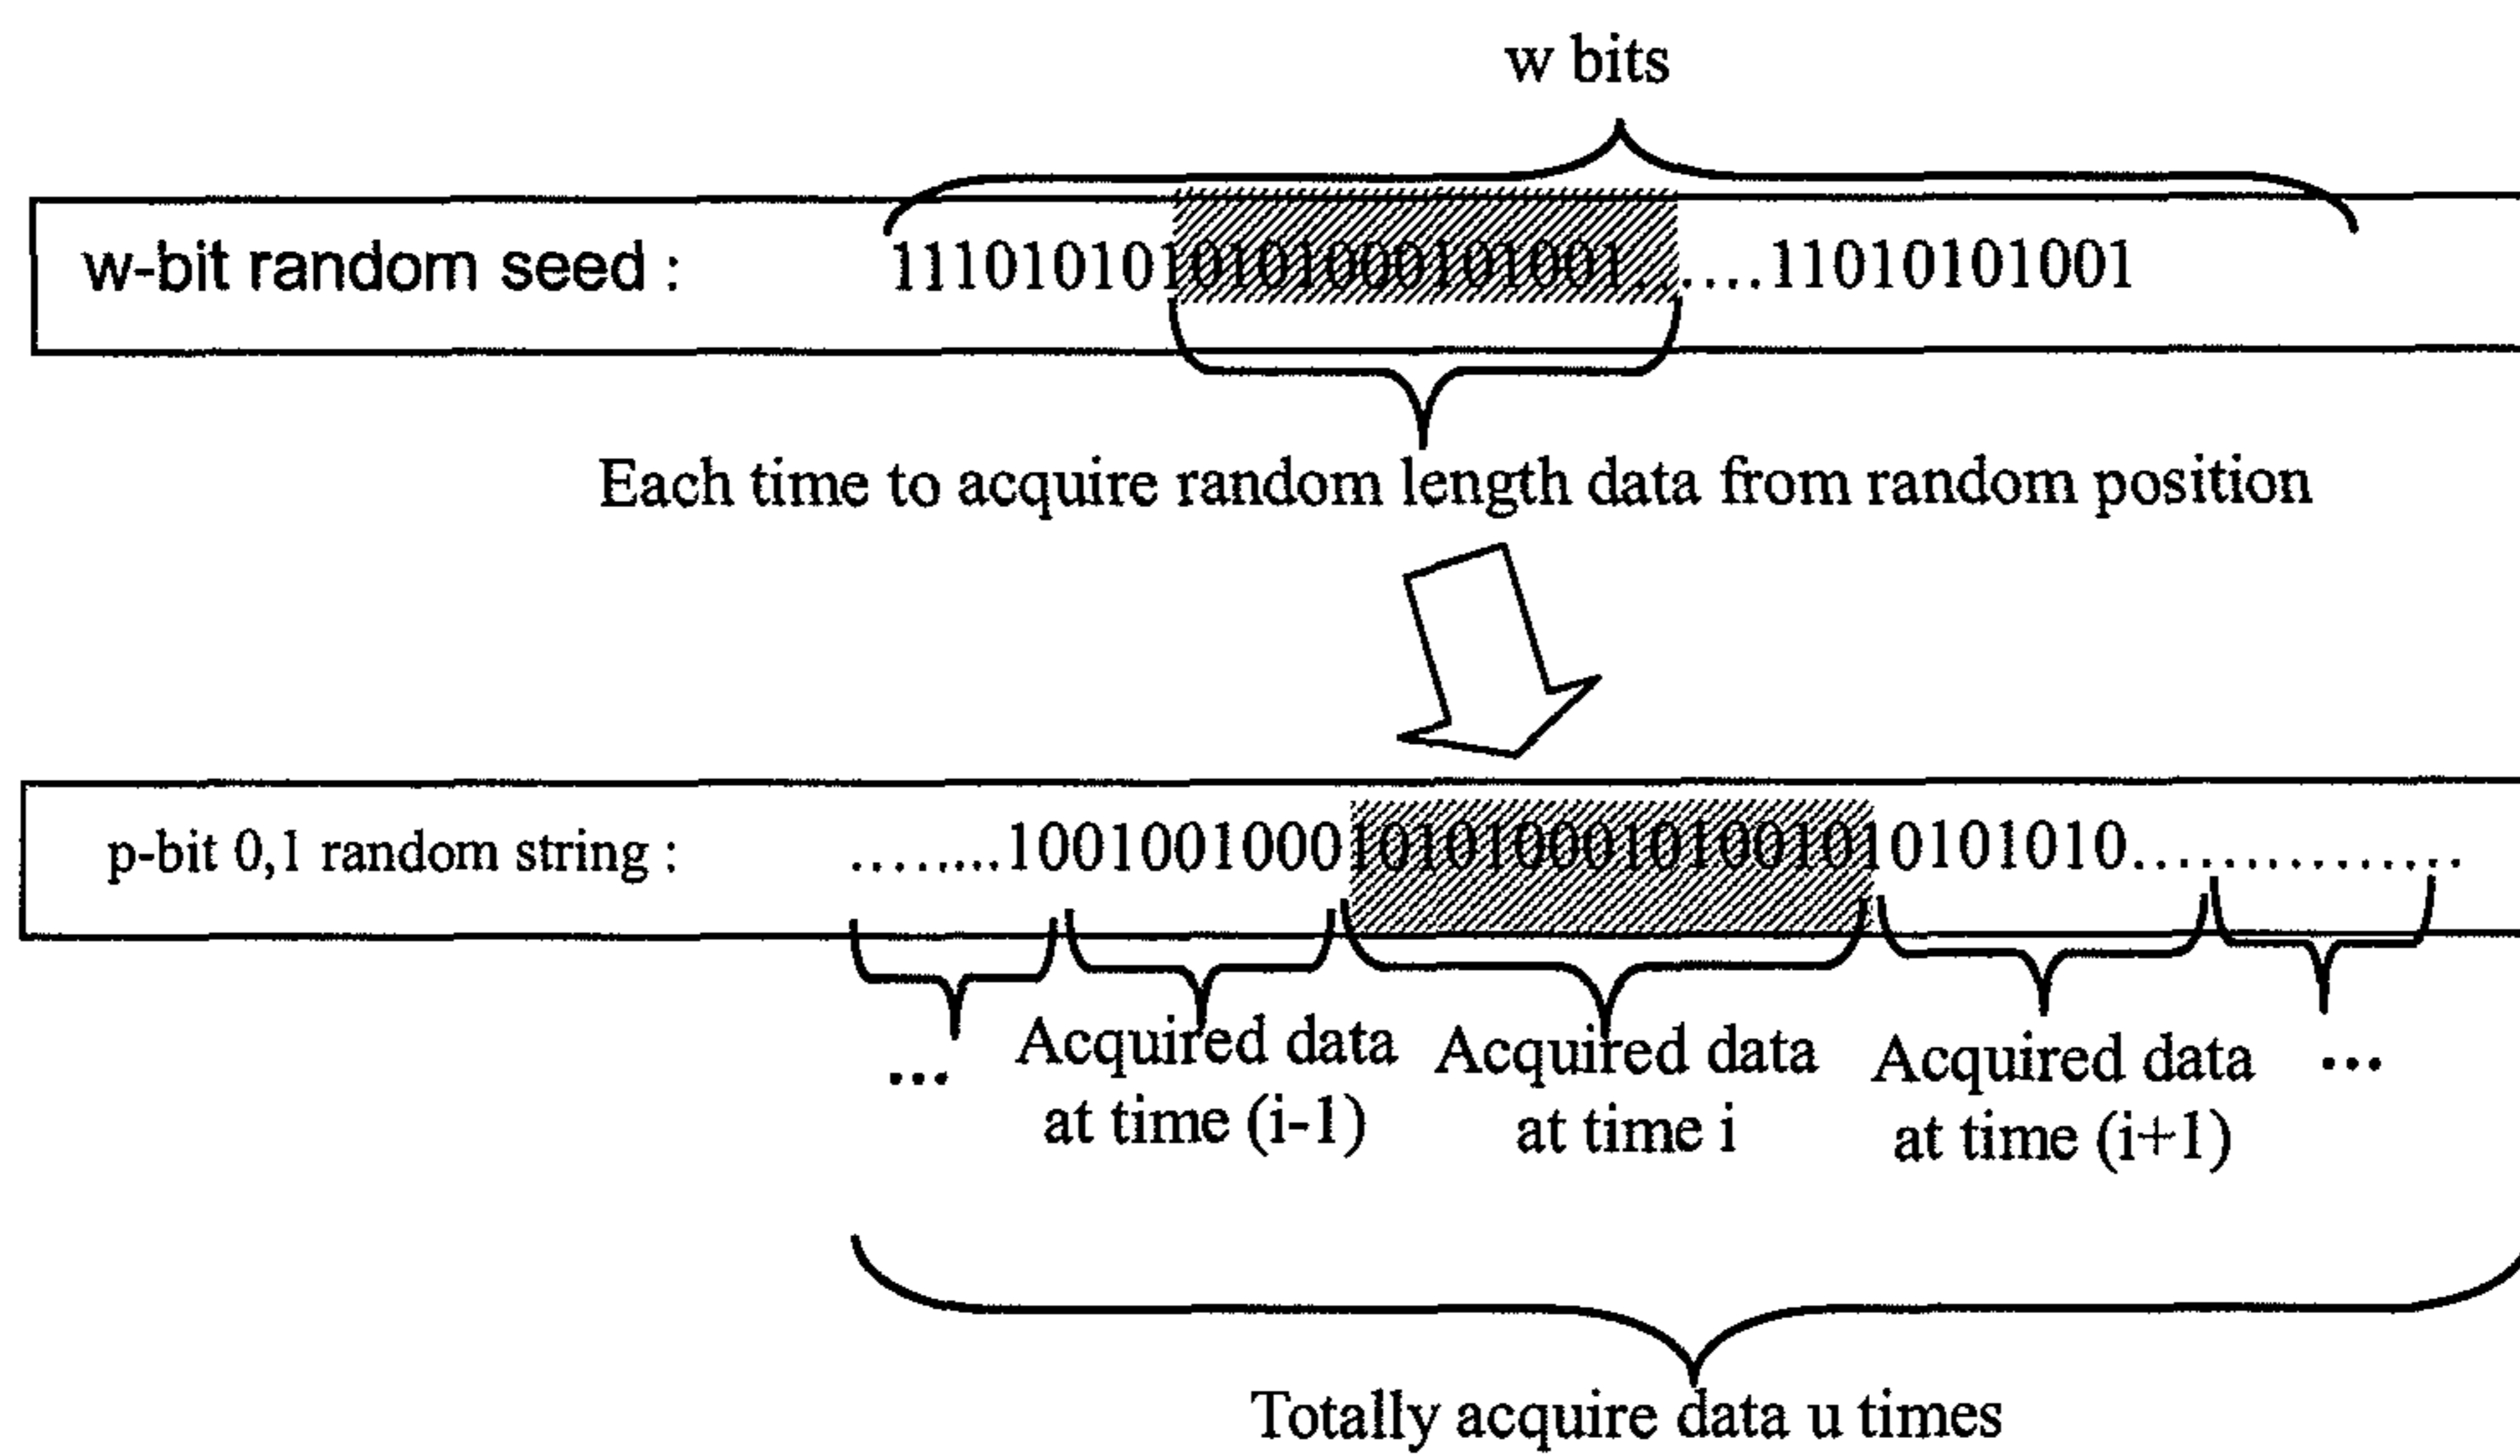 w bits
w-bit random seed : 1110101010101000101001......11010101001
Each time to acquire random length data from random position
p-bit 0,1 random string : ........100100100010101000101001010101010...............
... Acquired data at time (i-1)
Acquired data at time i
Acquired data at time (i+1) ...
Totally acquire data u times